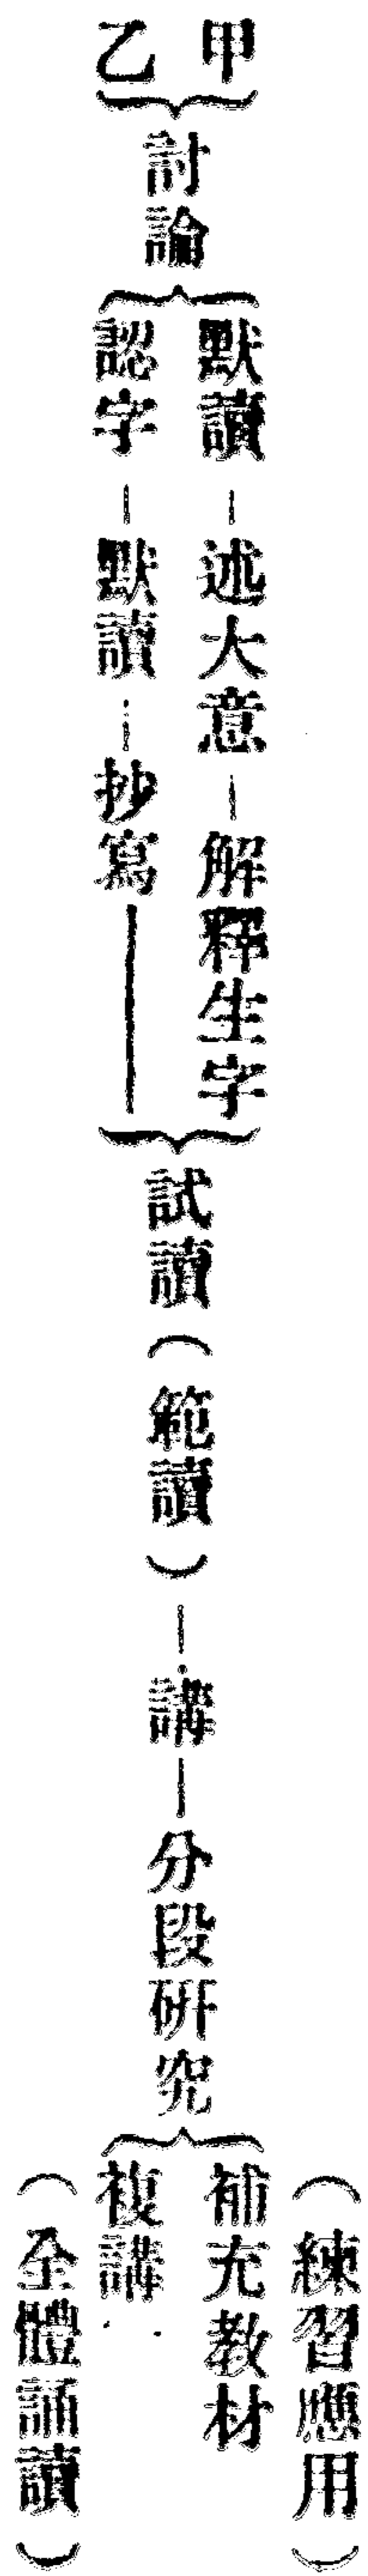 甲
乙
討論
默讀—述大意—解釋生字
認字—默讀—抄寫——
試讀（範讀）—講—分段研究
（練習應用）
補充教材
複講
（全體誦讀）